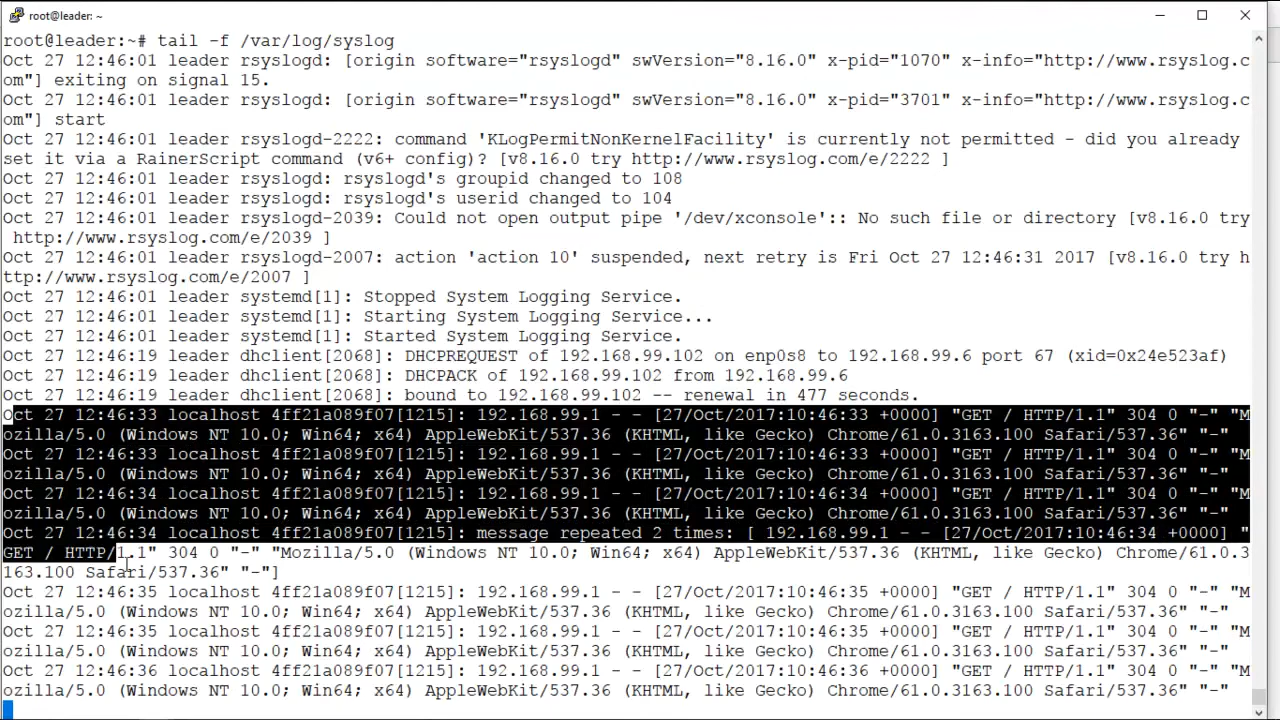 root@leader: ~
root@leader:~# tail -f /var/log/syslog
Oct 27 12:46:01 leader rsyslogd: [origin software="rsyslogd" swVersion="8.16.0" x-pid="1070" x-info="http://www.rsyslog.c
om"] exiting on signal 15.
Oct 27 12:46:01 leader rsyslogd: [origin software="rsyslogd" swVersion="8.16.0" x-pid="3701" x-info="http://www.rsyslog.c
om"] start
Oct 27 12:46:01 leader rsyslogd-2222: command 'KLogPermitNonKernelFacility' is currently not permitted - did you already
set it via a RainerScript command (v6+ config)? [v8.16.0 try http://www.rsyslog.com/e/2222 ]
Oct 27 12:46:01 leader rsyslogd: rsyslogd's groupid changed to 108
Oct 27 12:46:01 leader rsyslogd: rsyslogd's userid changed to 104
Oct 27 12:46:01 leader rsyslogd-2039: Could not open output pipe '/dev/xconsole':: No such file or directory [v8.16.0 try
 http://www.rsyslog.com/e/2039 ]
Oct 27 12:46:01 leader rsyslogd-2007: action 'action 10' suspended, next retry is Fri Oct 27 12:46:31 2017 [v8.16.0 try h
ttp://www.rsyslog.com/e/2007 ]
Oct 27 12:46:01 leader systemd[1]: Stopped System Logging Service.
Oct 27 12:46:01 leader systemd[1]: Starting System Logging Service...
Oct 27 12:46:01 leader systemd[1]: Started System Logging Service.
Oct 27 12:46:19 leader dhclient[2068]: DHCPREQUEST of 192.168.99.102 on enp0s8 to 192.168.99.6 port 67 (xid=0x24e523af)
Oct 27 12:46:19 leader dhclient[2068]: DHCPACK of 192.168.99.102 from 192.168.99.6
Oct 27 12:46:19 leader dhclient[2068]: bound to 192.168.99.102 -- renewal in 477 seconds.
Oct 27 12:46:33 localhost 4ff21a089f07[1215]: 192.168.99.1 - - [27/Oct/2017:10:46:33 +0000] "GET / HTTP/1.1" 304 0 "-" "M
ozilla/5.0 (Windows NT 10.0; Win64; x64) AppleWebKit/537.36 (KHTML, like Gecko) Chrome/61.0.3163.100 Safari/537.36" "-"
Oct 27 12:46:33 localhost 4ff21a089f07[1215]: 192.168.99.1 - - [27/Oct/2017:10:46:33 +0000] "GET / HTTP/1.1" 304 0 "-" "M
ozilla/5.0 (Windows NT 10.0; Win64; x64) AppleWebKit/537.36 (KHTML, like Gecko) Chrome/61.0.3163.100 Safari/537.36" "-"
Oct 27 12:46:34 localhost 4ff21a089f07[1215]: 192.168.99.1 - - [27/Oct/2017:10:46:34 +0000] "GET / HTTP/1.1" 304 0 "-" "M
ozilla/5.0 (Windows NT 10.0; Win64; x64) AppleWebKit/537.36 (KHTML, like Gecko) Chrome/61.0.3163.100 Safari/537.36" "-"
Oct 27 12:46:34 localhost 4ff21a089f07[1215]: message repeated 2 times: [ 192.168.99.1 - - [27/Oct/2017:10:46:34 +0000] "
GET / HTTP/1.1" 304 0 "-" "Mozilla/5.0 (Windows NT 10.0; Win64; x64) AppleWebKit/537.36 (KHTML, like Gecko) Chrome/61.0.3
163.100 Safari/537.36" "-"]
Oct 27 12:46:35 localhost 4ff21a089f07[1215]: 192.168.99.1 - - [27/Oct/2017:10:46:35 +0000] "GET / HTTP/1.1" 304 0 "-" "M
ozilla/5.0 (Windows NT 10.0; Win64; x64) AppleWebKit/537.36 (KHTML, like Gecko) Chrome/61.0.3163.100 Safari/537.36" "-"
Oct 27 12:46:35 localhost 4ff21a089f07[1215]: 192.168.99.1 - - [27/Oct/2017:10:46:35 +0000] "GET / HTTP/1.1" 304 0 "-" "M
ozilla/5.0 (Windows NT 10.0; Win64; x64) AppleWebKit/537.36 (KHTML, like Gecko) Chrome/61.0.3163.100 Safari/537.36" "-"
Oct 27 12:46:36 localhost 4ff21a089f07[1215]: 192.168.99.1 - - [27/Oct/2017:10:46:36 +0000] "GET / HTTP/1.1" 304 0 "-" "M
ozilla/5.0 (Windows NT 10.0; Win64; x64) AppleWebKit/537.36 (KHTML, like Gecko) Chrome/61.0.3163.100 Safari/537.36" "-"